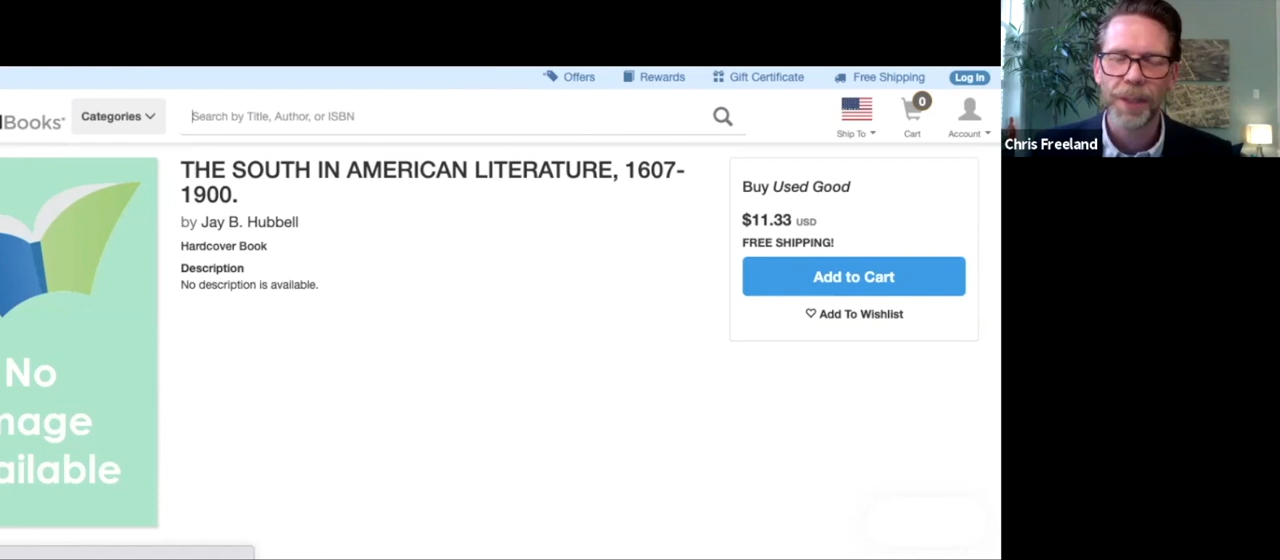 Offers Rewards Gift Certificate Free Shipping Log In
Books
Categories
Search by Title, Author, or ISBN
Ship To
0
Cart
Account
Chris Freeland
THE SOUTH IN AMERICAN LITERATURE, 1607-
1900.
by Jay B. Hubbell
Hardcover Book
Description
No description is available.
Buy Used Good
$11.33 USD
FREE SHIPPING!
Add to Cart
Add To Wishlist
No
mage
ailable